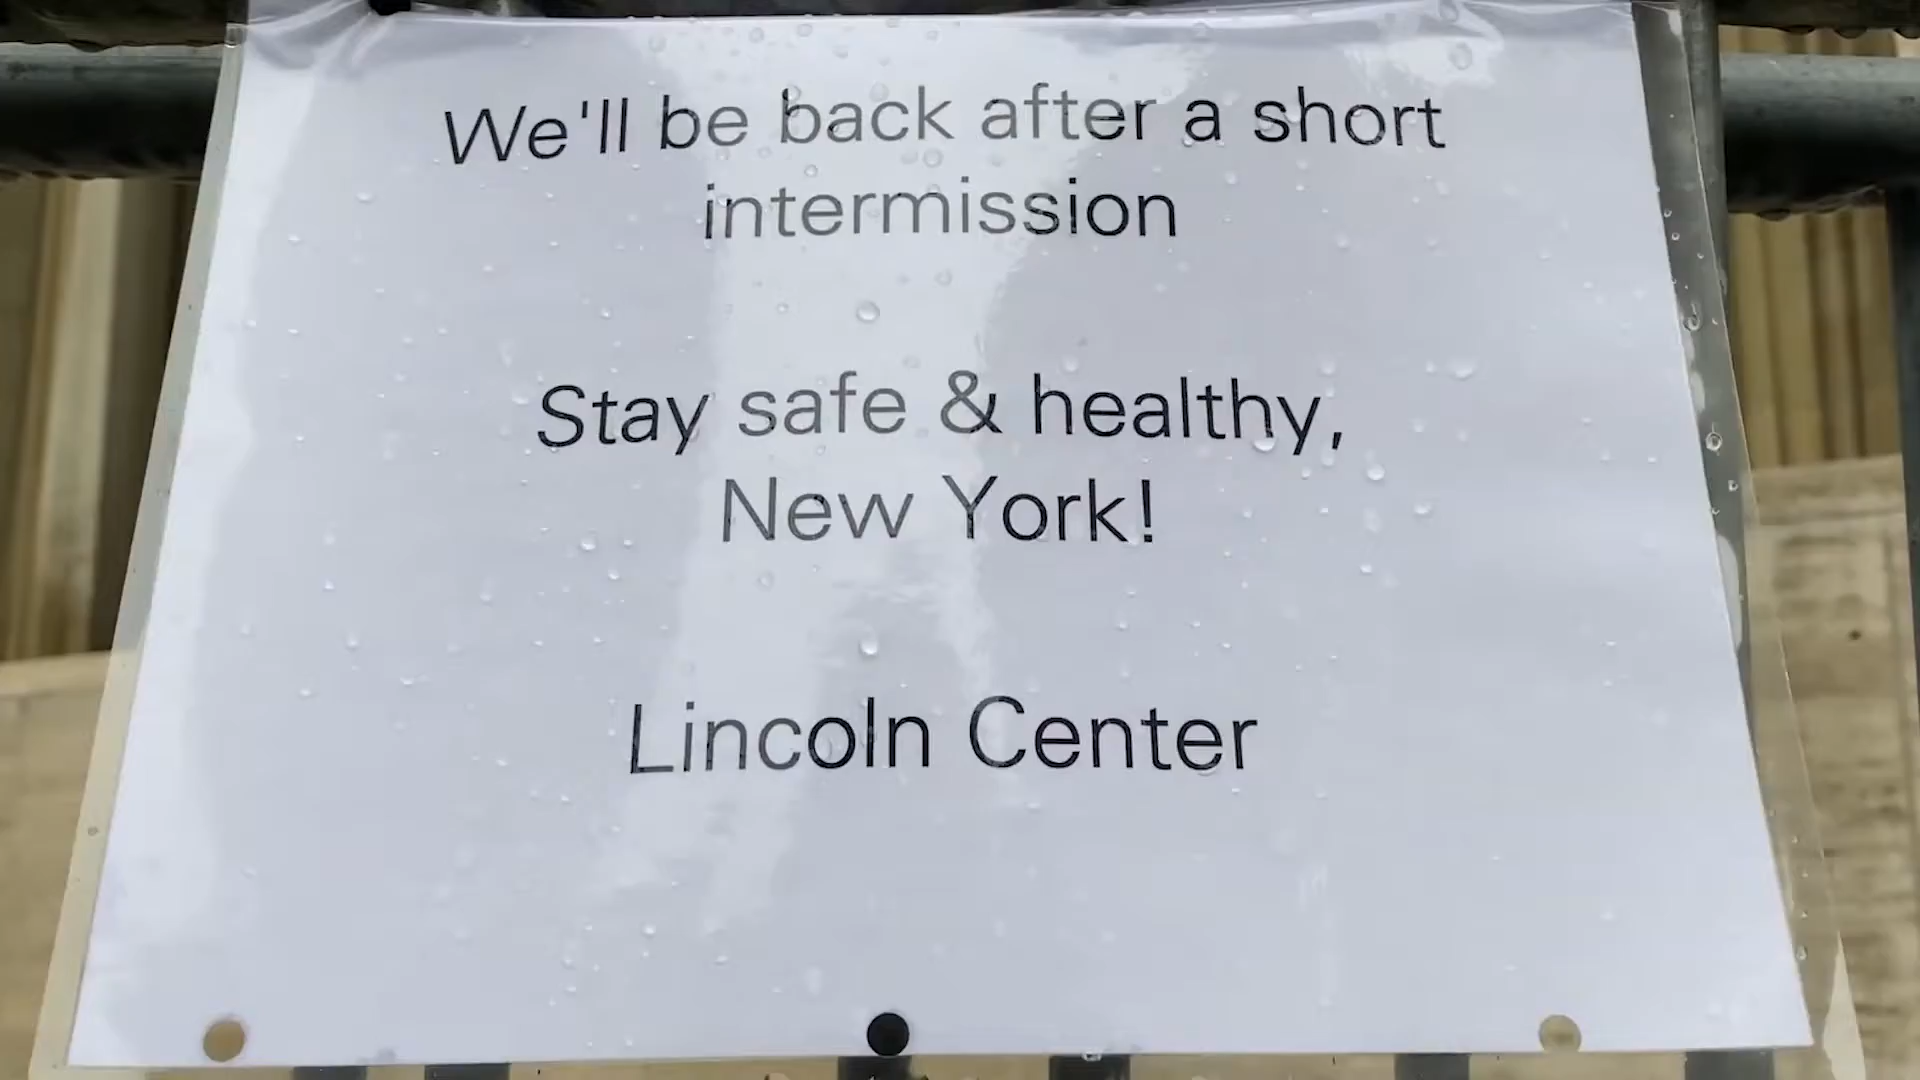 We'll be back after a short
intermission
Stay safe & healthy,
New York!
Lincoln Center